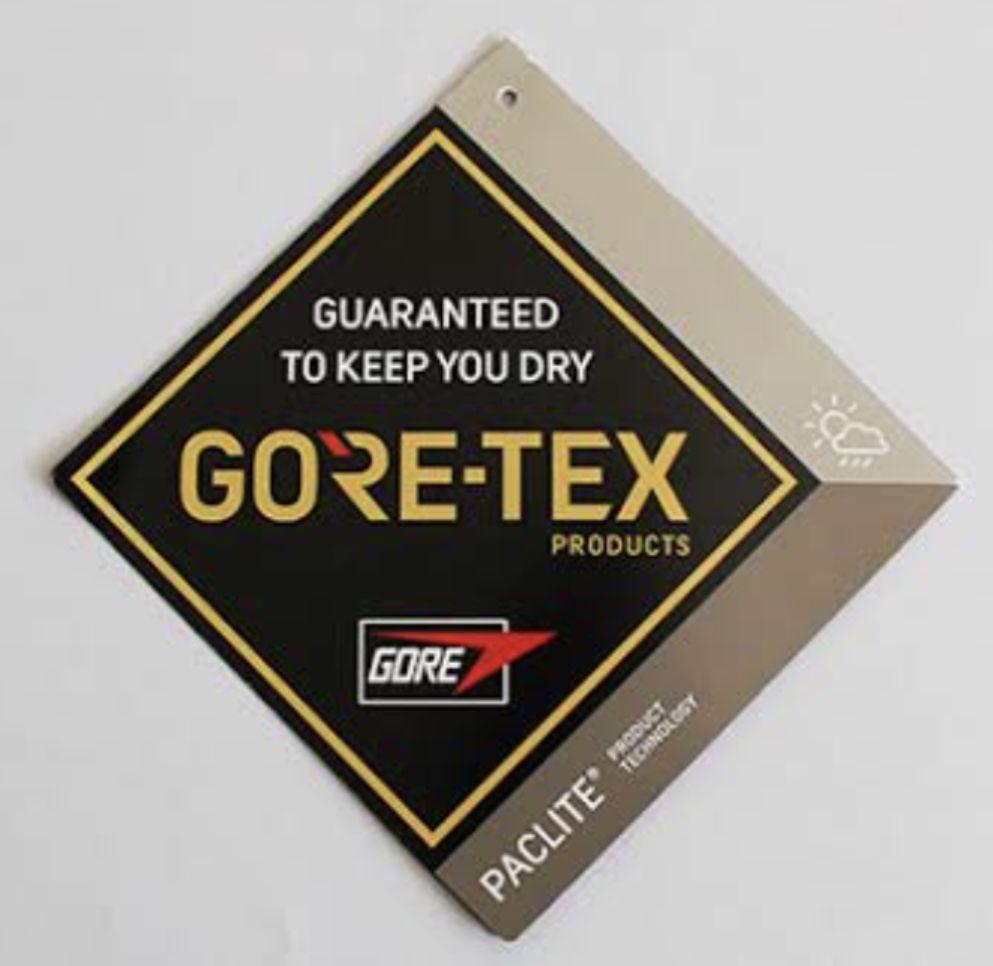 GUARANTEED
TO KEEP YOU DRY
GORE-TEX
PRODUCTS
GORE
PACLITE®
PRODUCT
TECHNOLOGY